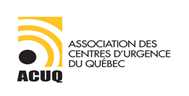 ASSOCIATION DES
CENTRES D'URGENCE
DU QUÉBEC
ACUQ